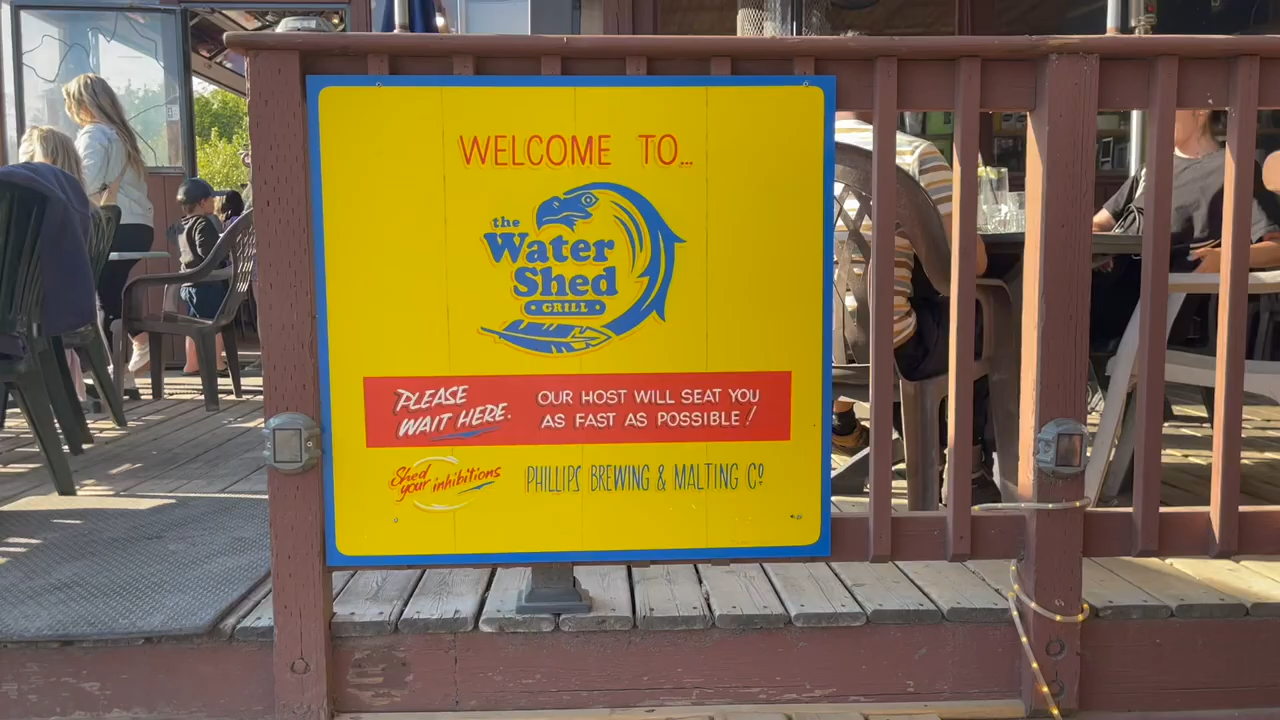 WELCOME TO...
the
Water
Shed
• GRILL •
PLEASE
WAIT HERE.
OUR HOST WILL SEAT YOU
AS FAST AS POSSIBLE!
Shed
your inhibitions
PHILLIPS BREWING & MALTING Cº